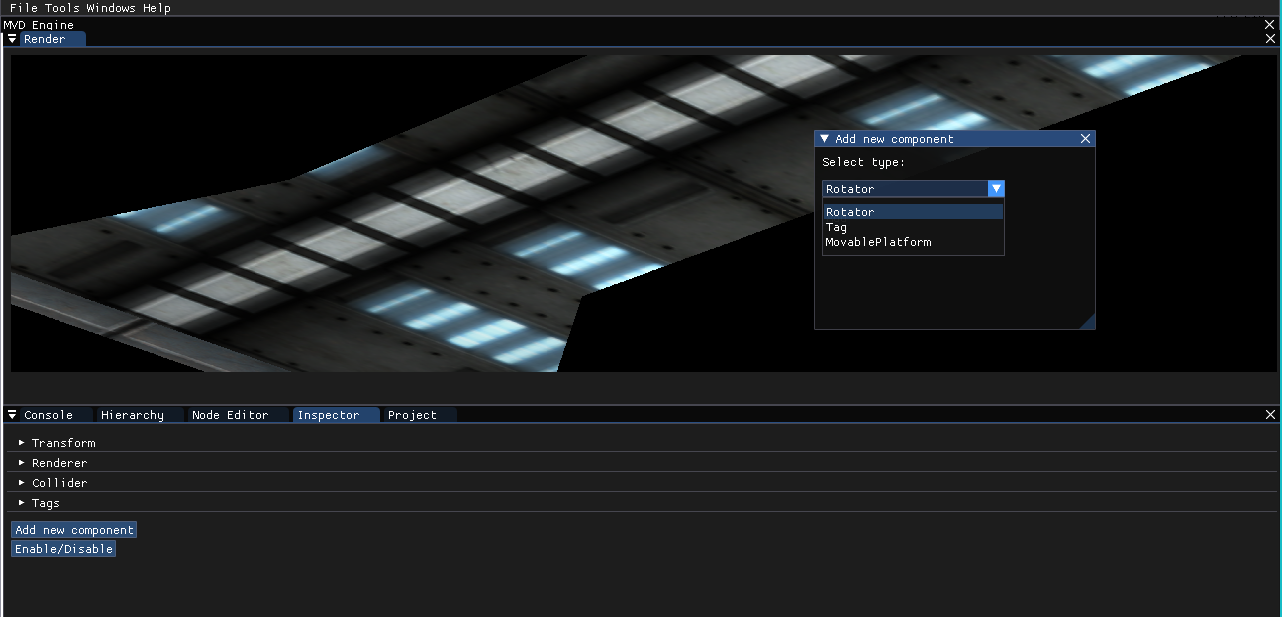 File Tools Windows Help
MVD Engine
Render
Add new component
Select type:
Rotator
Rotator
Tag
MovablePlatform
Console Hierarchy Node Editor Inspector Project
Transform
Renderer
Collider
Tags
Add new component
Enable/Disable